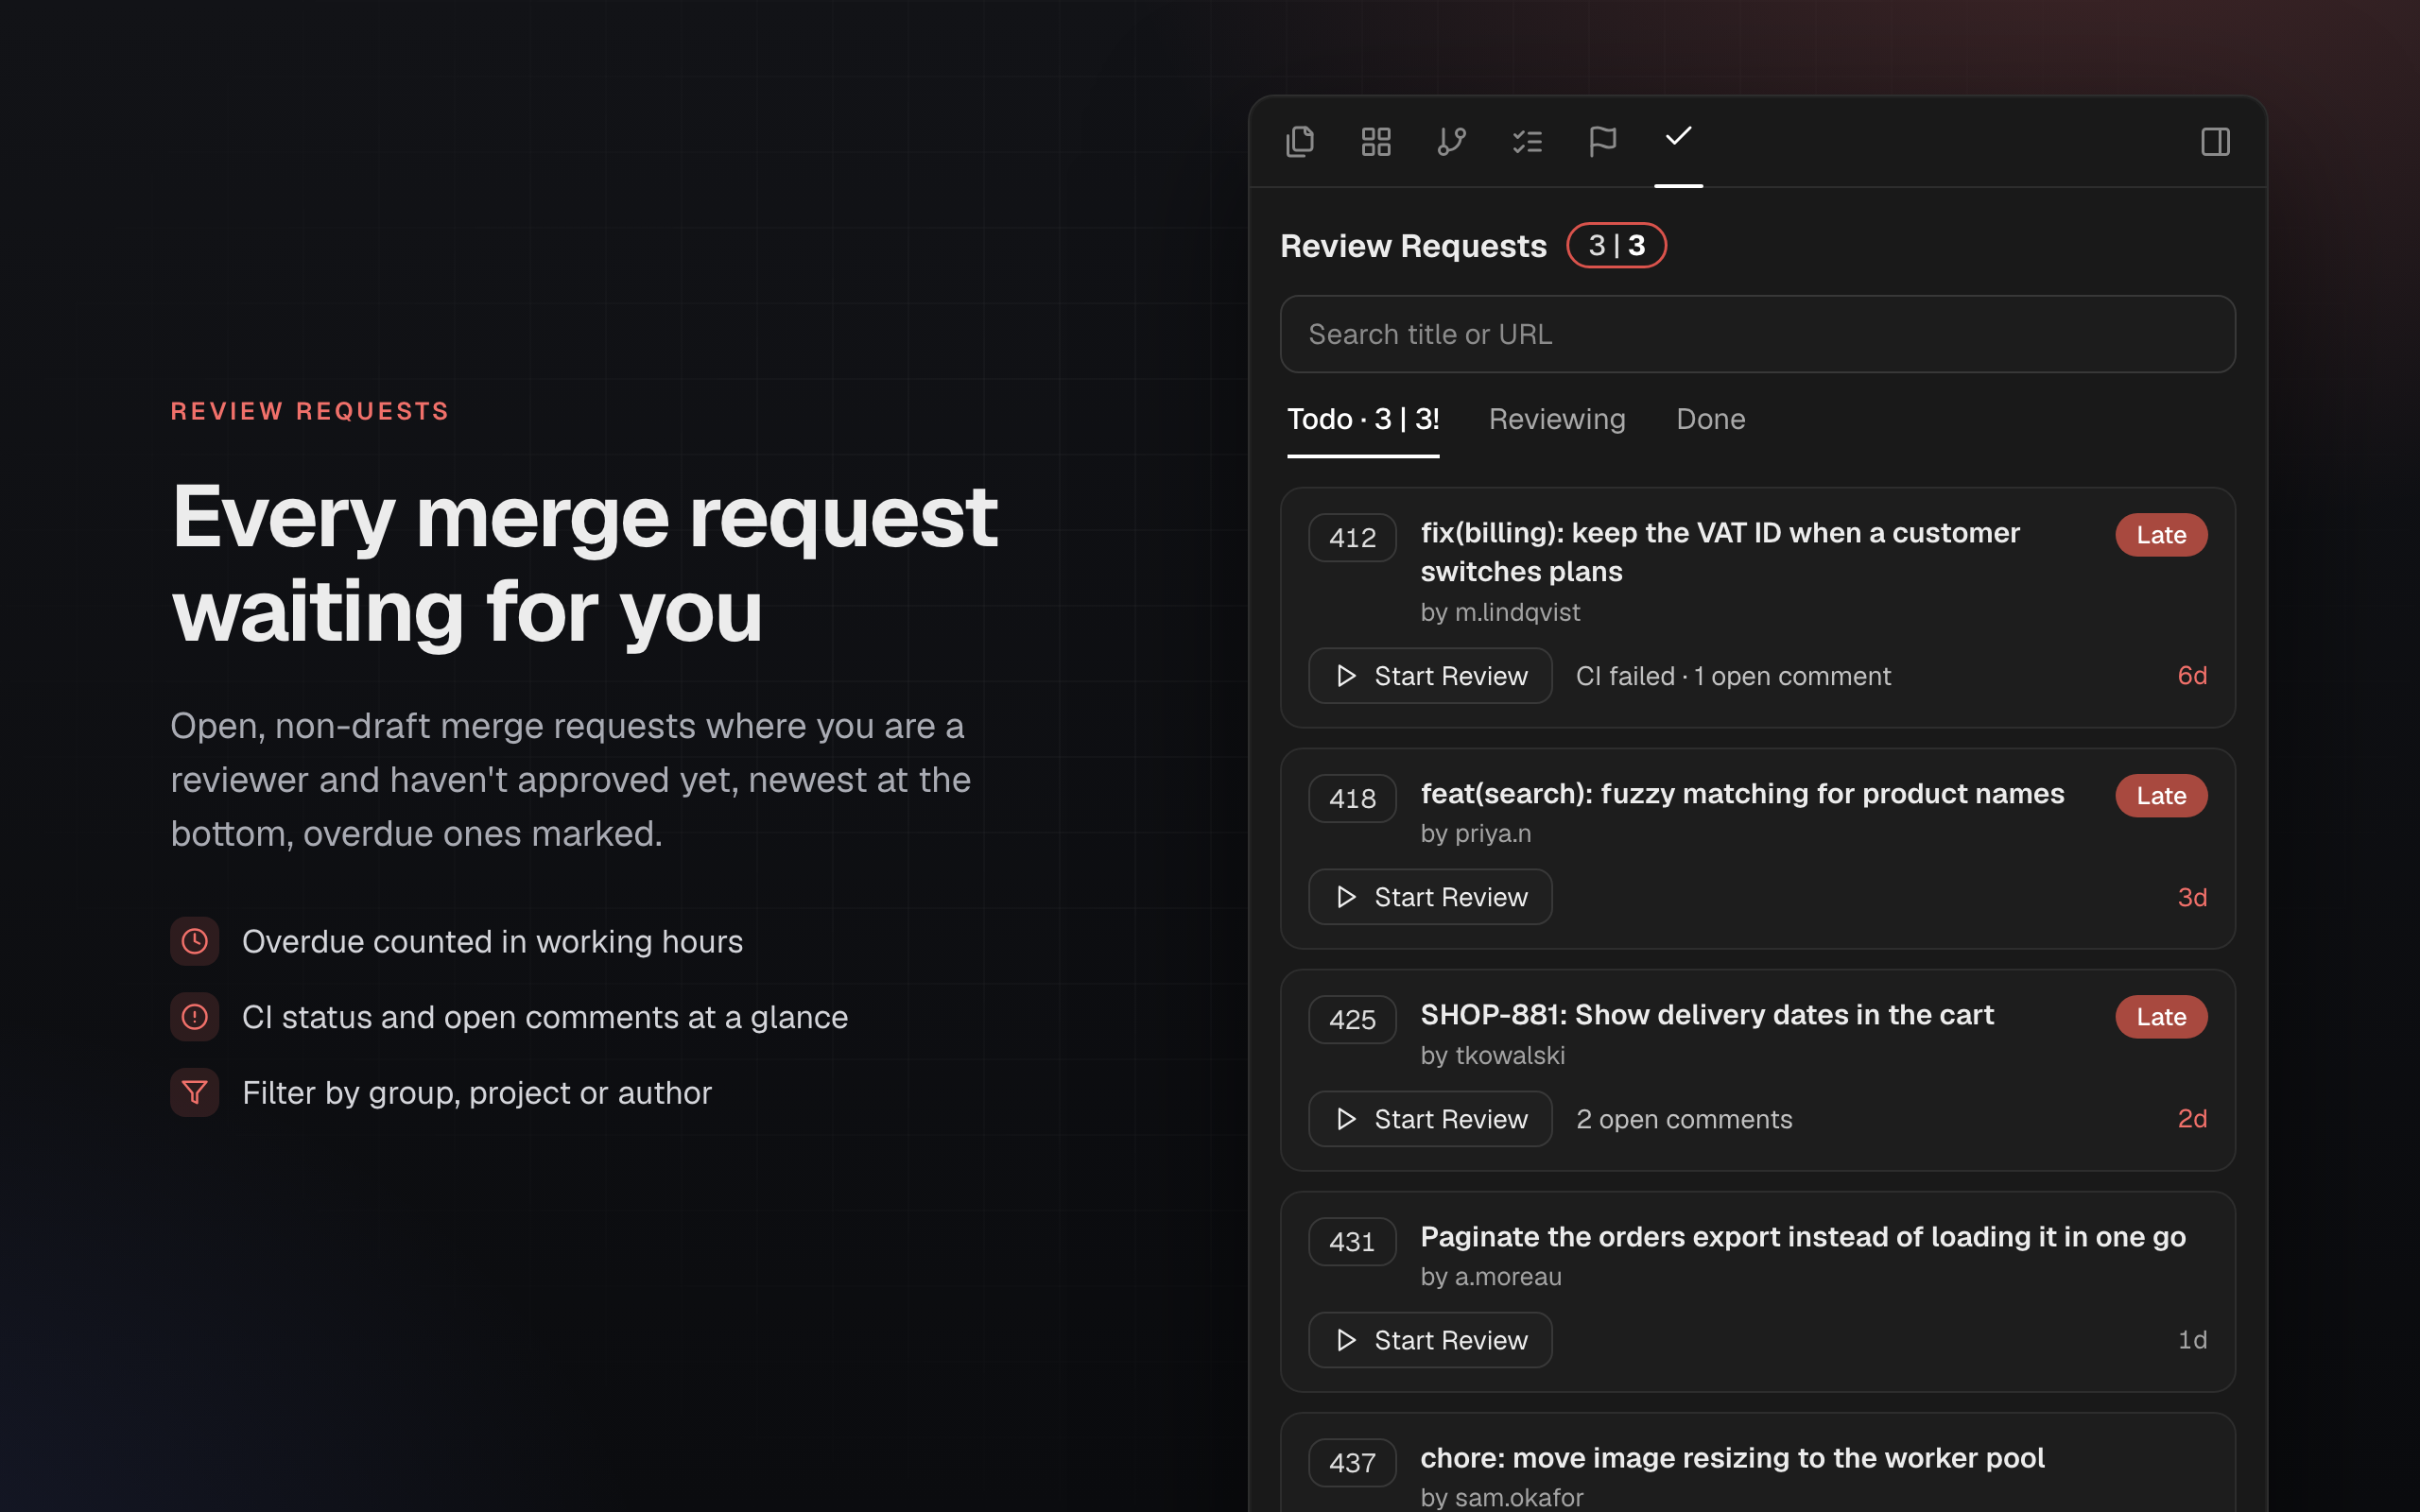 REVIEW REQUESTS
Every merge request
waiting for you
Open, non-draft merge requests where you are a
reviewer and haven't approved yet, newest at the
bottom, overdue ones marked.
Overdue counted in working hours
CI status and open comments at a glance
Filter by group, project or author
Review Requests 3 | 3
Search title or URL
Todo · 3 | 3! Reviewing Done
412 fix(billing): keep the VAT ID when a customer Late
switches plans
by m.lindqvist
Start Review CI failed · 1 open comment 6d
418 feat(search): fuzzy matching for product names Late
by priya.n
Start Review 3d
425 SHOP-881: Show delivery dates in the cart Late
by tkowalski
Start Review 2 open comments 2d
431 Paginate the orders export instead of loading it in one go
by a.moreau
Start Review 1d
437 chore: move image resizing to the worker pool
by sam.okafor